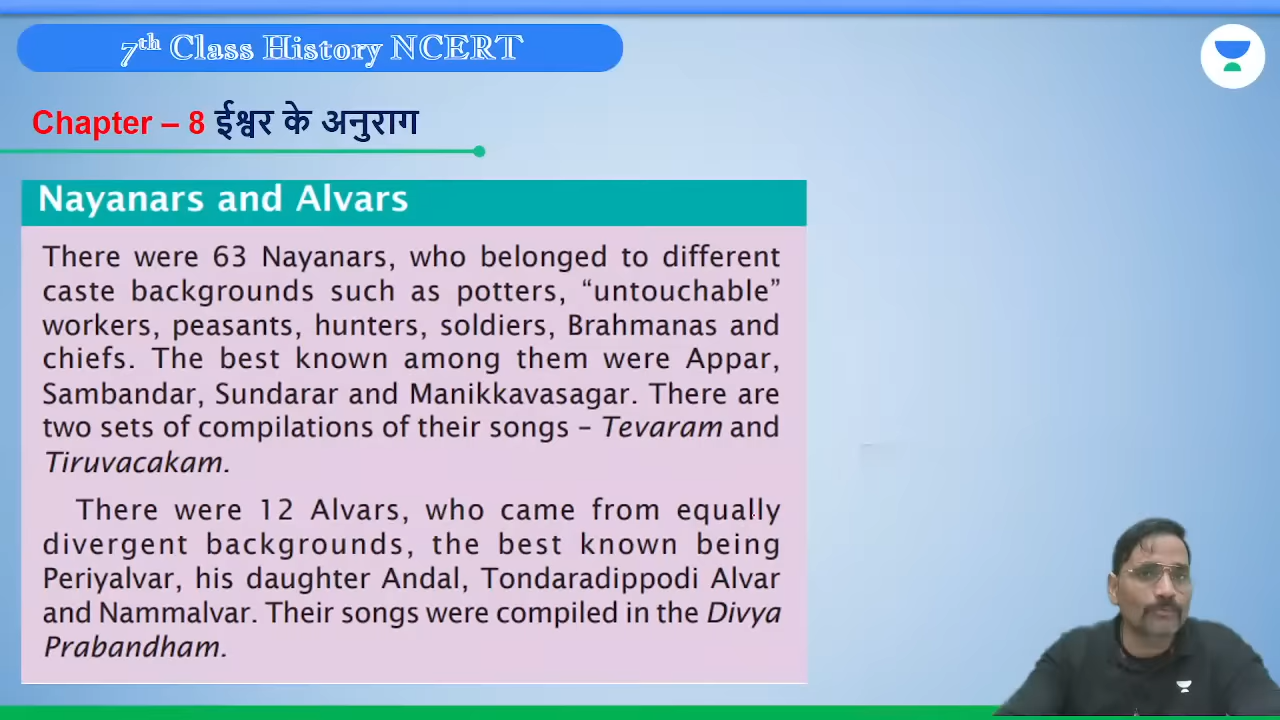 7th Class History NCERT
Chapter – 8 ईश्वर के अनुराग
Nayanars and Alvars
There were 63 Nayanars, who belonged to different
caste backgrounds such as potters, “untouchable”
workers, peasants, hunters, soldiers, Brahmanas and
chiefs. The best known among them were Appar,
Sambandar, Sundarar and Manikkavasagar. There are
two sets of compilations of their songs – Tevaram and
Tiruvacakam.
There were 12 Alvars, who came from equally
divergent backgrounds, the best known being
Periyalvar, his daughter Andal, Tondaradippodi Alvar
and Nammalvar. Their songs were compiled in the Divya
Prabandham.